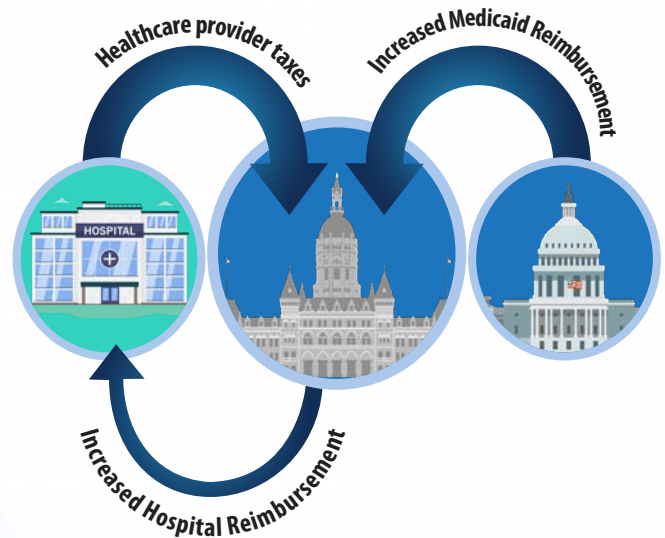 Healthcare provider taxes
Increased Medicaid Reimbursement
HOSPITAL
Increased Hospital Reimbursement